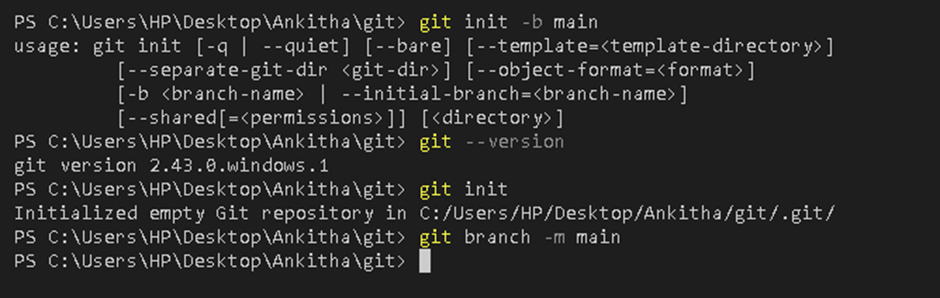 PS C:\Users\HP\Desktop\Ankitha\git> git init -b main
usage: git init [-q | --quiet] [--bare] [--template=<template-directory>]
[--separate-git-dir <git-dir>] [--object-format=<format>]
[-b <branch-name> | --initial-branch=<branch-name>]
[--shared[=<permissions>]] [<directory>]
PS C:\Users\HP\Desktop\Ankitha\git> git --version
git version 2.43.0.windows.1
PS C:\Users\HP\Desktop\Ankitha\git> git init
Initialized empty Git repository in C:/Users/HP/Desktop/Ankitha/git/.git/
PS C:\Users\HP\Desktop\Ankitha\git> git branch -m main
PS C:\Users\HP\Desktop\Ankitha\git>